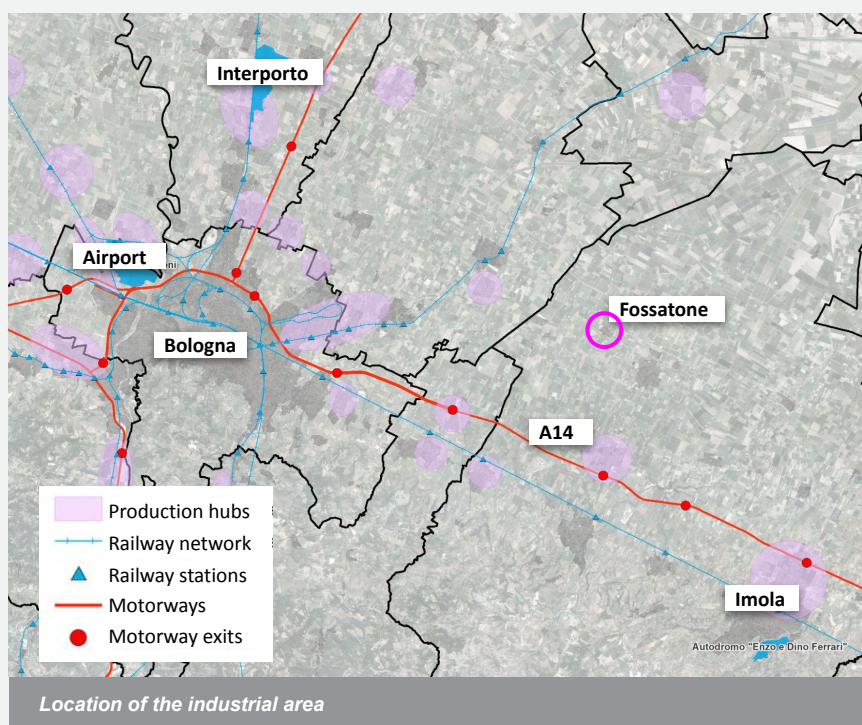 Interporto
Airport
ni
Fossatone
Bologna
A14
Production hubs
Railway network
Railway stations
Motorways
Motorway exits
Imola
Autodromo "Enzo e Dino Ferrari"
Location of the industrial area